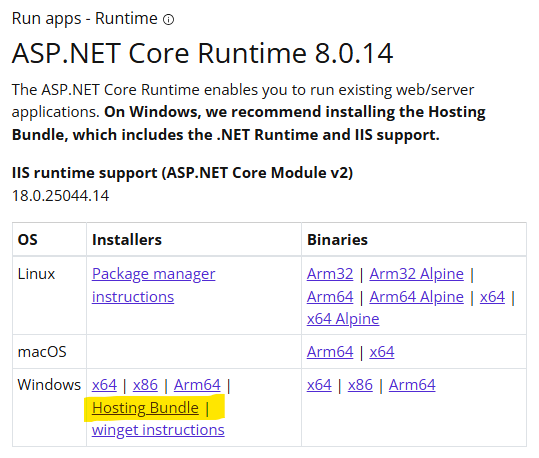 Run apps - Runtime
ASP.NET Core Runtime 8.0.14
The ASP.NET Core Runtime enables you to run existing web/server
applications. On Windows, we recommend installing the Hosting
Bundle, which includes the .NET Runtime and IIS support.
IIS runtime support (ASP.NET Core Module v2)
18.0.25044.14
OS Installers Binaries
Linux Package manager Arm32 | Arm32 Alpine |
instructions Arm64 | Arm64 Alpine | x64 |
x64 Alpine
macOS Arm64 | x64
Windows x64 | x86 | Arm64 | x64 | x86 | Arm64
Hosting Bundle |
winget instructions